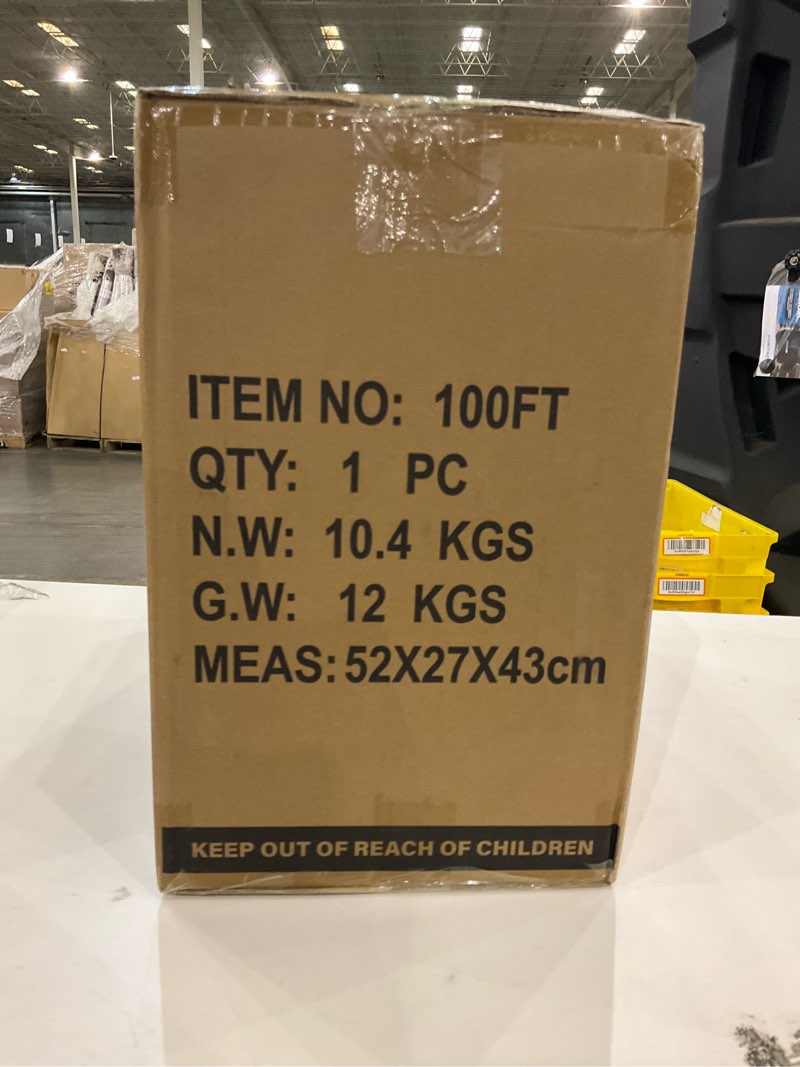 ITEM NO: 100FT
QTY: 1 PC
N.W: 10.4 KGS
G.W: 12 KGS
MEAS: 52X27X43cm
KEEP OUT OF REACH OF CHILDREN